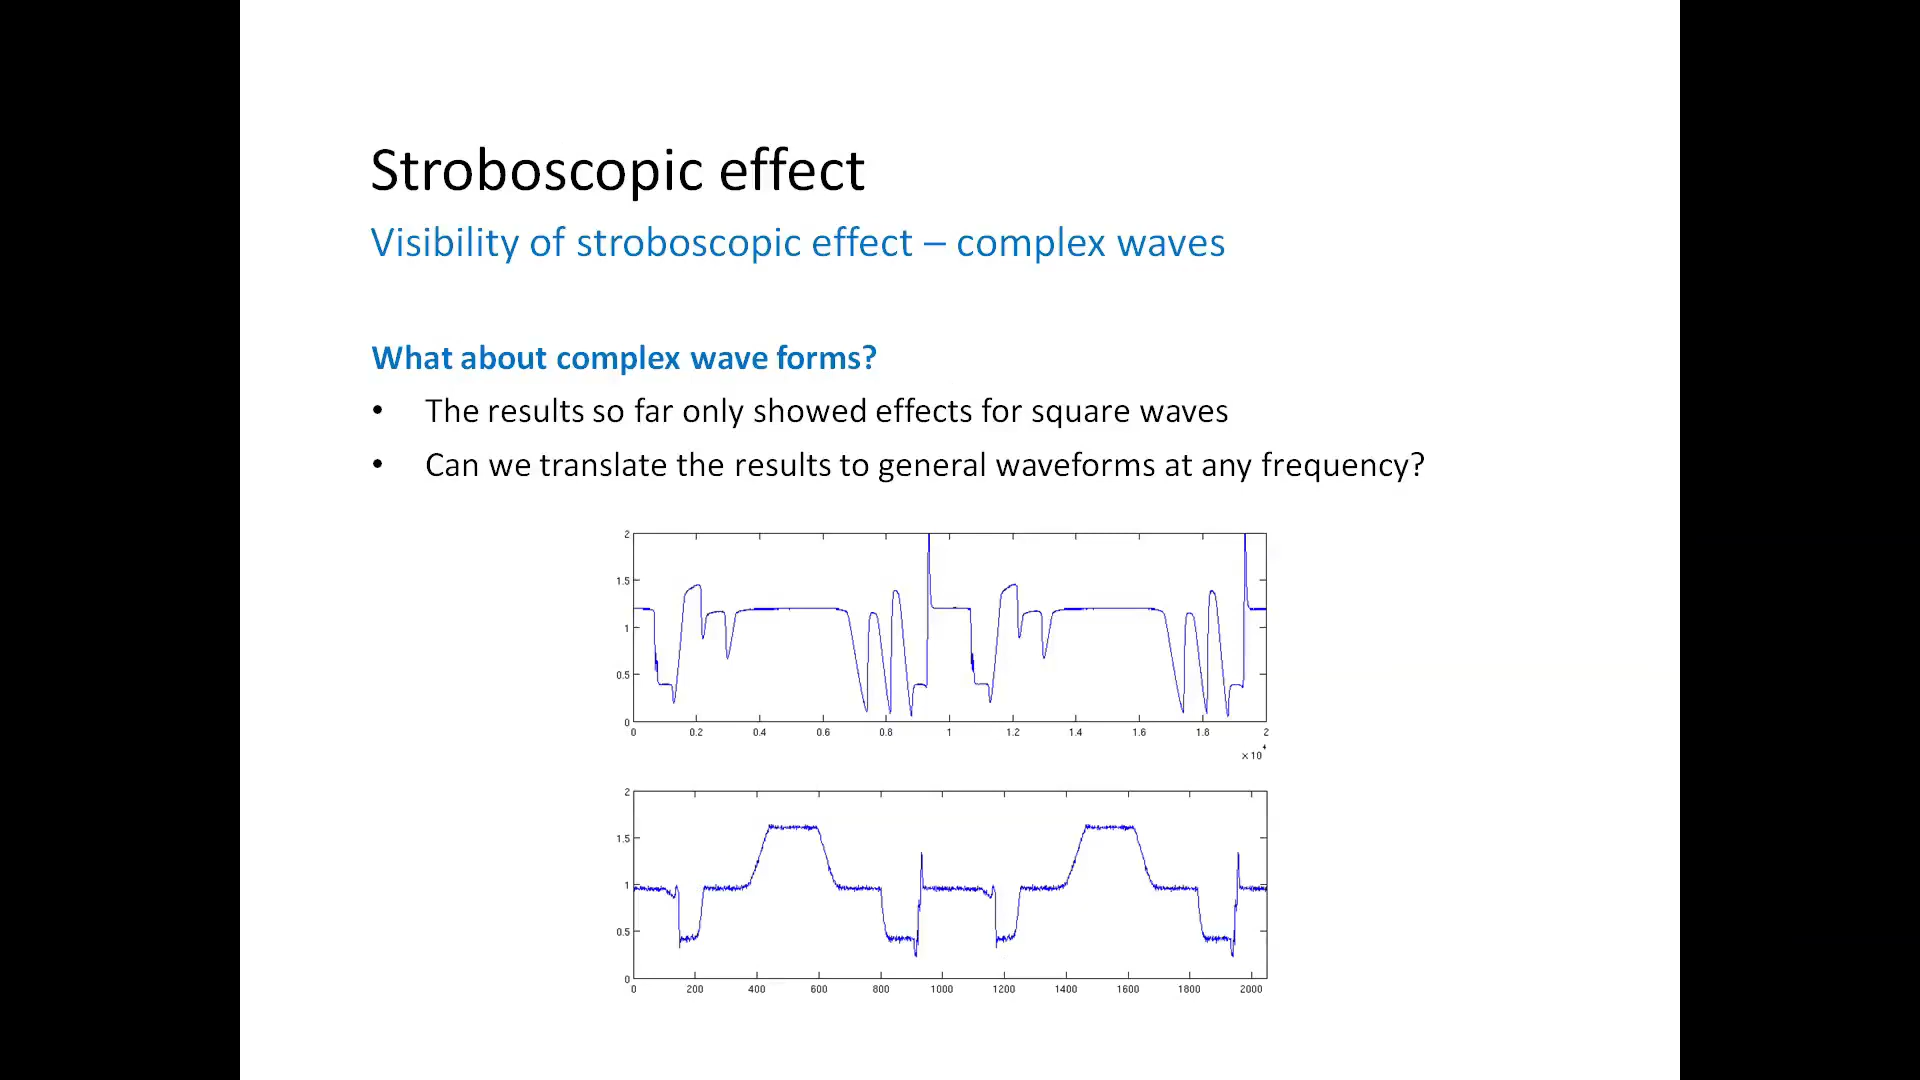 Stroboscopic effect
Visibility of stroboscopic effect – complex waves
What about complex wave forms?
• The results so far only showed effects for square waves
• Can we translate the results to general waveforms at any frequency?
2
1.5
1
0.5
0
0 0.2 0.4 0.6 0.8 1 1.2 1.4 1.6 1.8 2
× 10^4
2
1.5
1
0.5
0
0 200 400 600 800 1000 1200 1400 1600 1800 2000